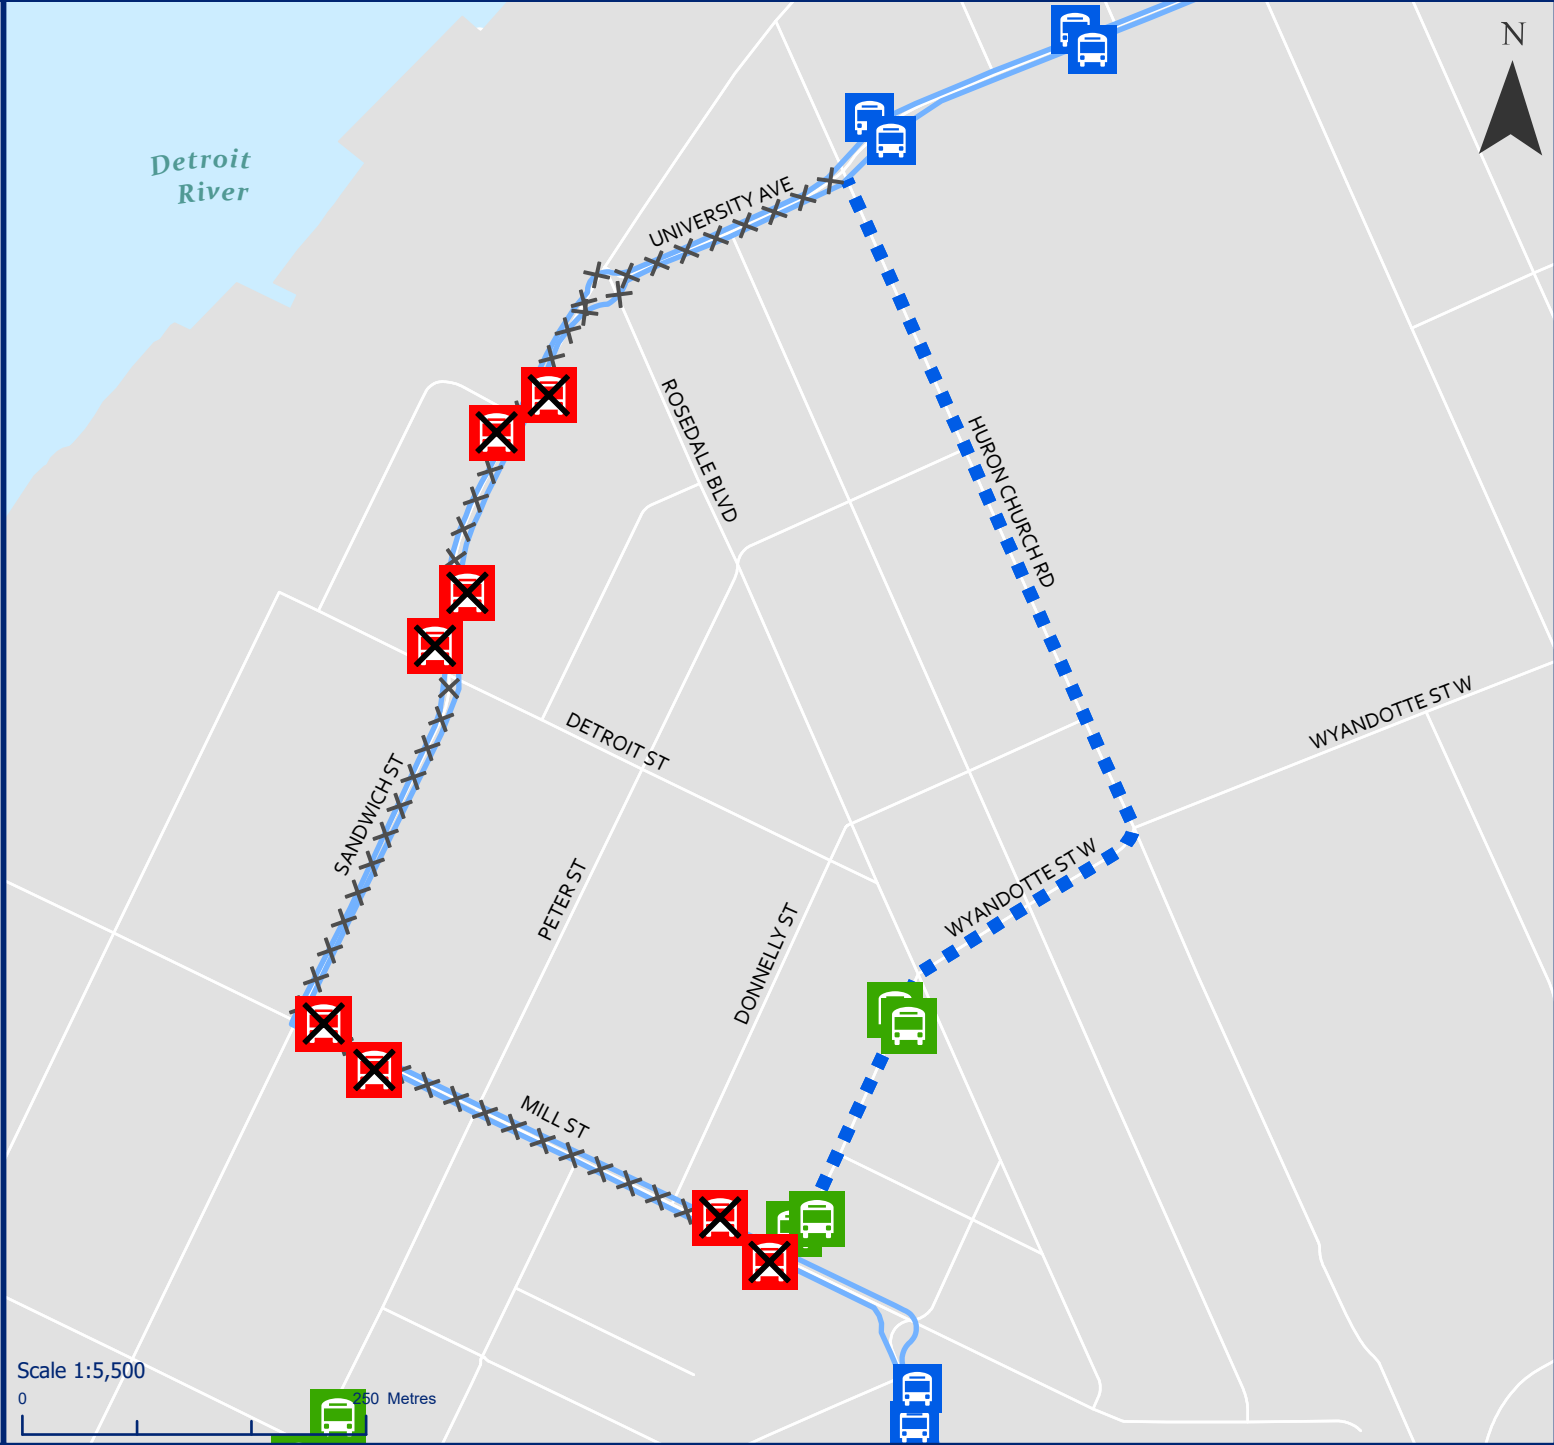 N
Detroit
River
UNIVERSITY AVE
ROSEDALE BLVD
HURON CHURCH RD
WYANDOTTE ST W
DETROIT ST
SANDWICH ST
WYANDOTTE ST W
PETER ST
DONNELLY ST
MILL ST
Scale 1:5,500
0 250 Metres